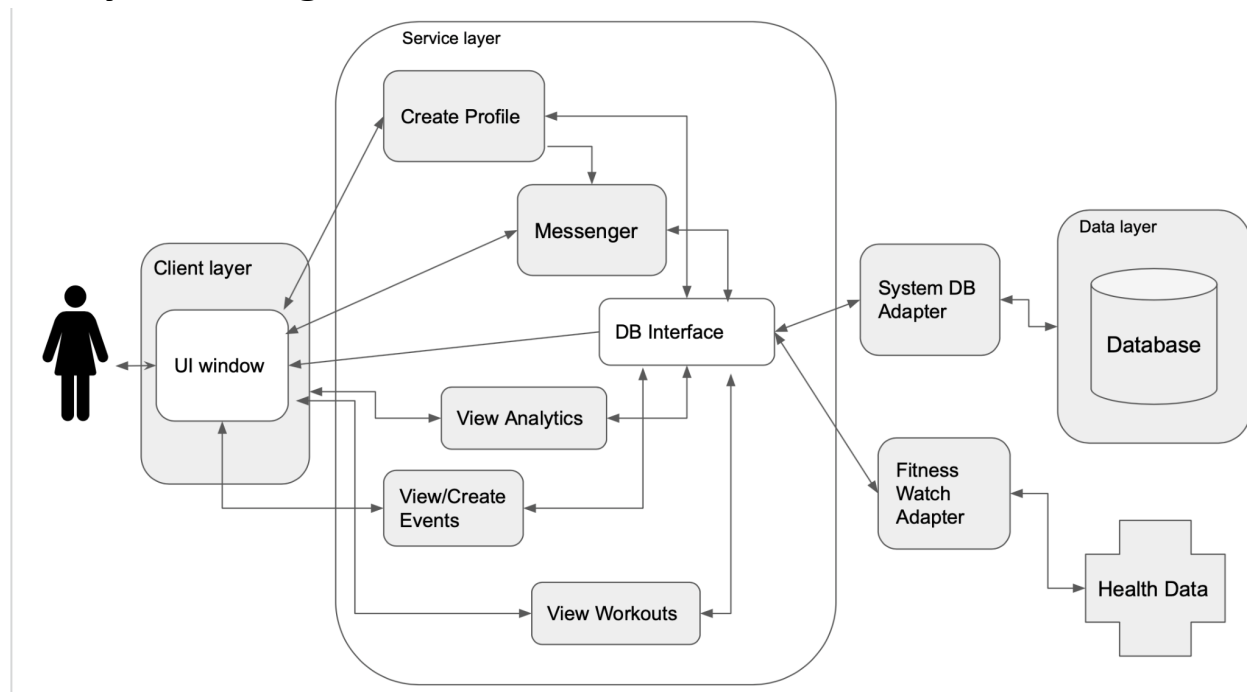 Service layer
Create Profile
Messenger
Client layer
UI window
DB Interface
View Analytics
View/Create
Events
View Workouts
System DB
Adapter
Data layer
Database
Fitness
Watch
Adapter
Health Data